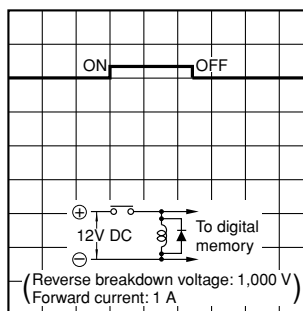 ON OFF
⊕
12V DC
To digital
memory
⊖
(Reverse breakdown voltage: 1,000 V
Forward current: 1 A)